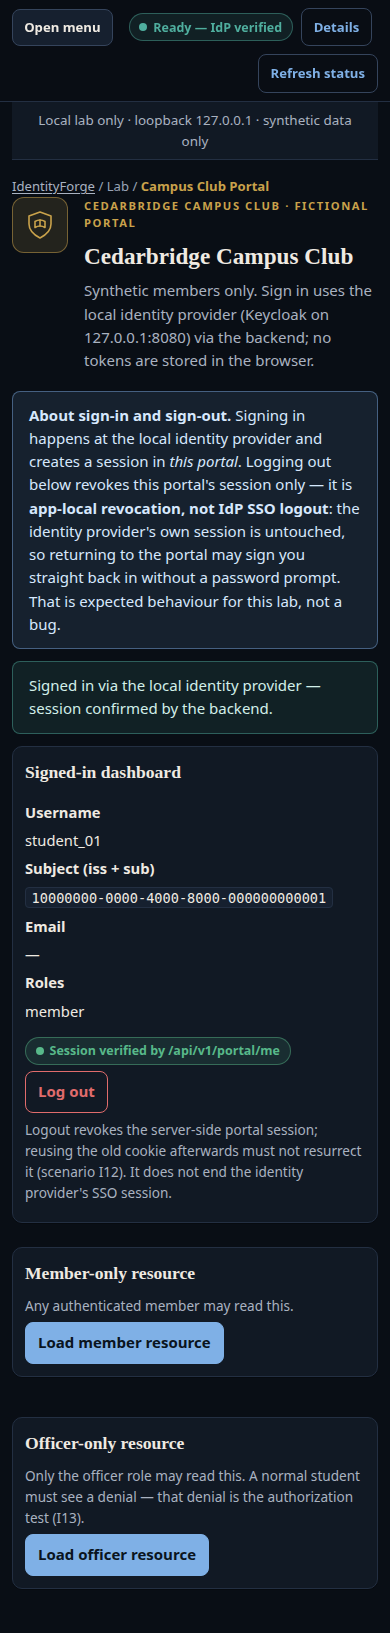 Open menu
Ready — IdP verified
Details
Refresh status
Local lab only · loopback 127.0.0.1 · synthetic data
only
IdentityForge / Lab / Campus Club Portal
CEDARBRIDGE CAMPUS CLUB · FICTIONAL
PORTAL
Cedarbridge Campus Club
Synthetic members only. Sign in uses the
local identity provider (Keycloak on
127.0.0.1:8080) via the backend; no
tokens are stored in the browser.
About sign-in and sign-out. Signing in
happens at the local identity provider and
creates a session in this portal. Logging out
below revokes this portal's session only — it is
app-local revocation, not IdP SSO logout: the
identity provider's own session is untouched,
so returning to the portal may sign you
straight back in without a password prompt.
That is expected behaviour for this lab, not a
bug.
Signed in via the local identity provider —
session confirmed by the backend.
Signed-in dashboard
Username
student_01
Subject (iss + sub)
10000000-0000-4000-8000-000000000001
Email
—
Roles
member
Session verified by /api/v1/portal/me
Log out
Logout revokes the server-side portal session;
reusing the old cookie afterwards must not resurrect
it (scenario I12). It does not end the identity
provider's SSO session.
Member-only resource
Any authenticated member may read this.
Load member resource
Officer-only resource
Only the officer role may read this. A normal student
must see a denial — that denial is the authorization
test (I13).
Load officer resource